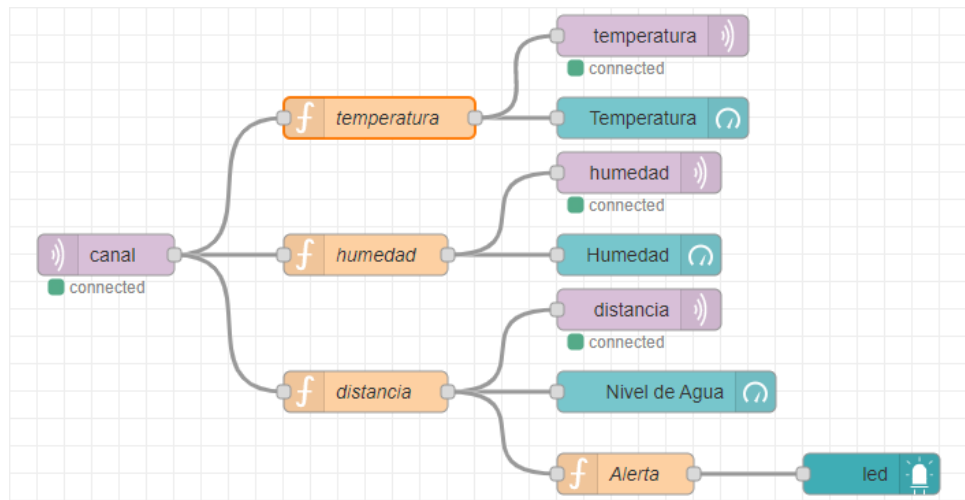 temperatura
connected
temperatura
Temperatura
humedad
connected
canal
connected
humedad
Humedad
distancia
connected
distancia
Nivel de Agua
Alerta
led